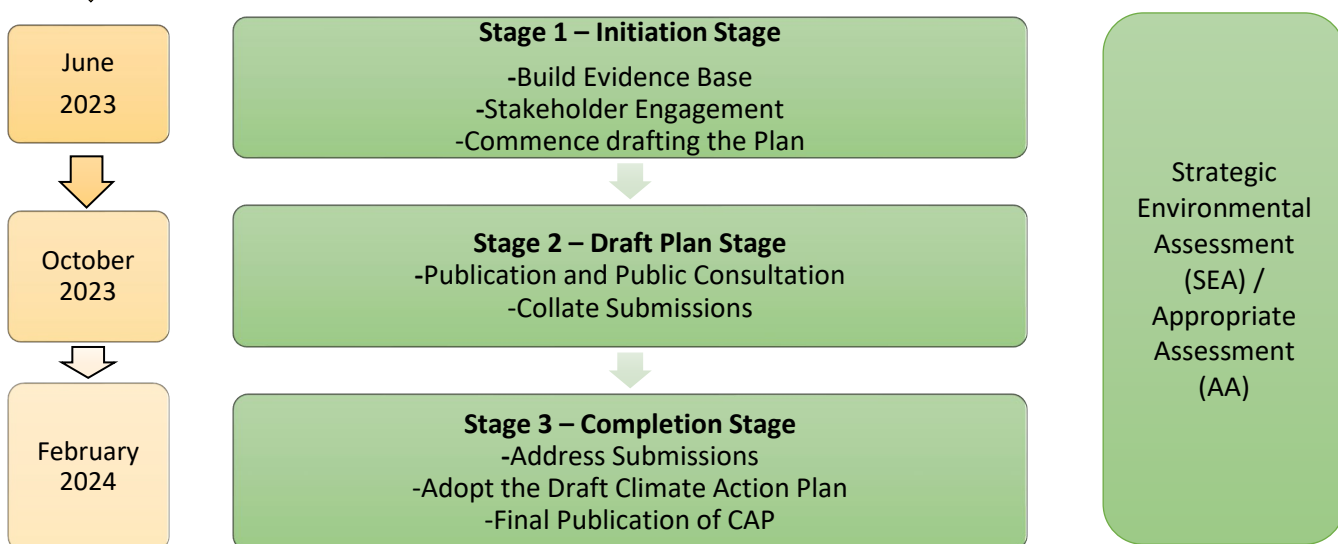 June
2023
Stage 1 – Initiation Stage
-Build Evidence Base
-Stakeholder Engagement
-Commence drafting the Plan
October
2023
Stage 2 – Draft Plan Stage
-Publication and Public Consultation
-Collate Submissions
February
2024
Stage 3 – Completion Stage
-Address Submissions
-Adopt the Draft Climate Action Plan
-Final Publication of CAP
Strategic
Environmental
Assessment
(SEA) /
Appropriate
Assessment
(AA)